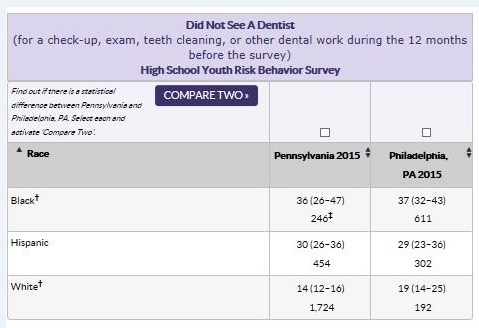 Did Not See A Dentist
(for a check-up, exam, teeth cleaning, or other dental work during the 12 months
before the survey)
High School Youth Risk Behavior Survey
Find out if there is a statistical
difference between Pennsylvania and
Philadelphia, PA. Select each and
activate 'Compare Two'.
COMPARE TWO »
Race
Pennsylvania 2015
Philadelphia,
PA 2015
Black†
36 (26–47)
246‡
37 (32–43)
611
Hispanic
30 (26–36)
454
29 (23–36)
302
White†
14 (12–16)
1,724
19 (14–25)
192